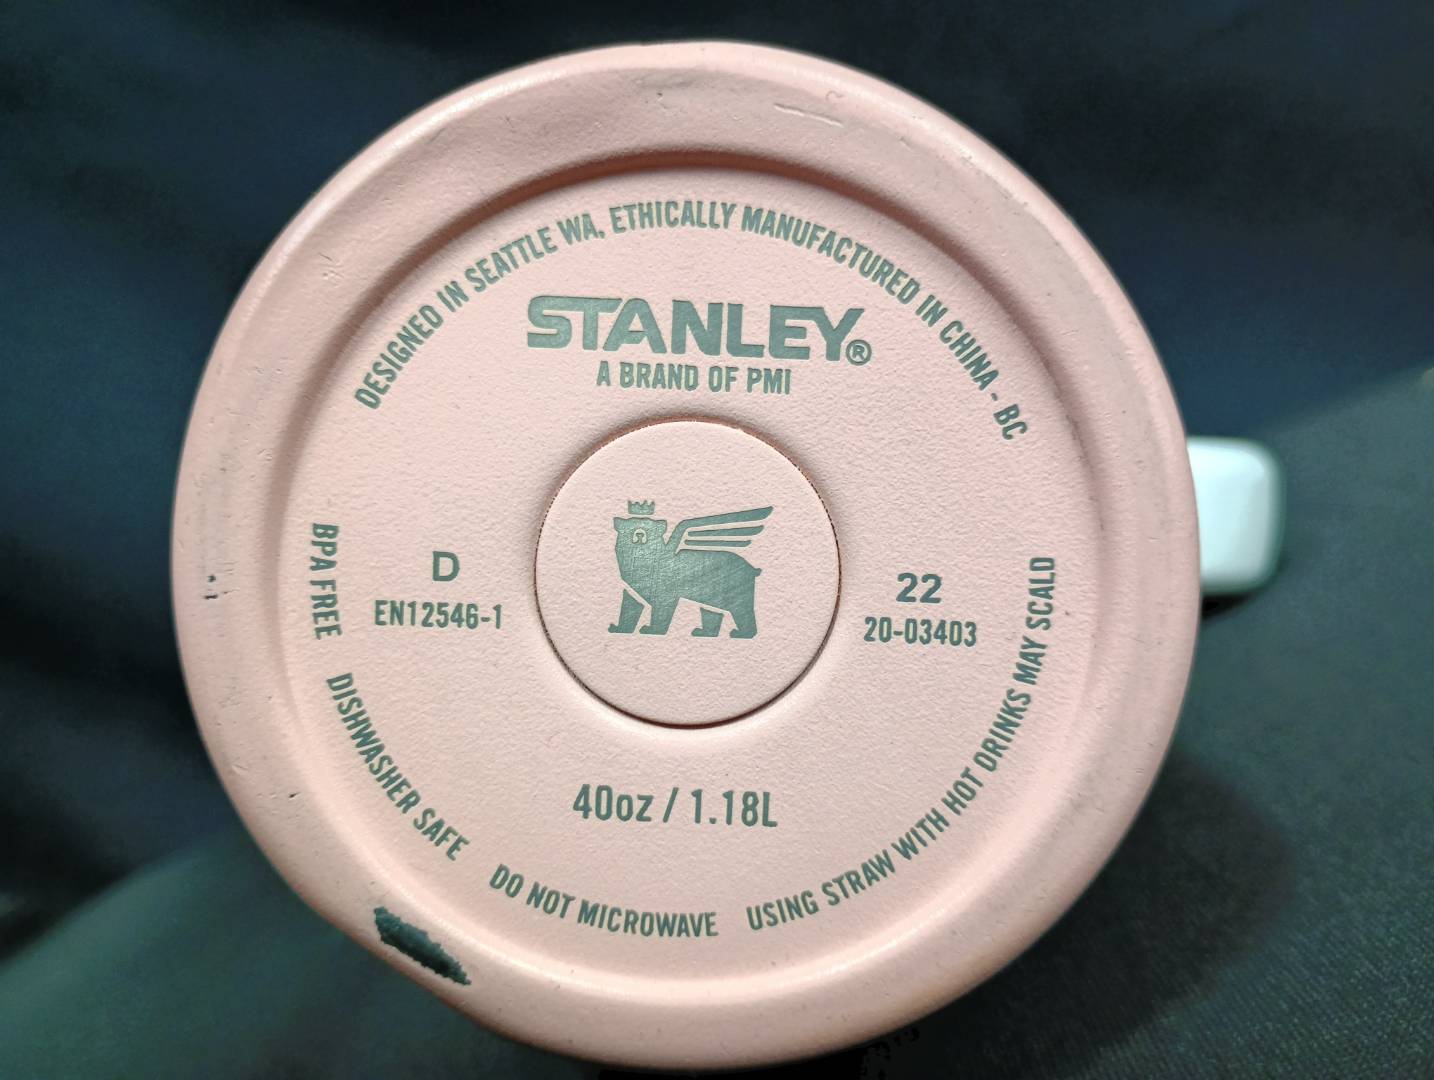 DESIGNED IN SEATTLE WA, ETHICALLY MANUFACTURED IN CHINA - BC
STANLEY®
A BRAND OF PMI
D
EN12546-1
22
20-03403
40oz / 1.18L
BPA FREE
DISHWASHER SAFE
DO NOT MICROWAVE
USING STRAW WITH HOT DRINKS MAY SCALD